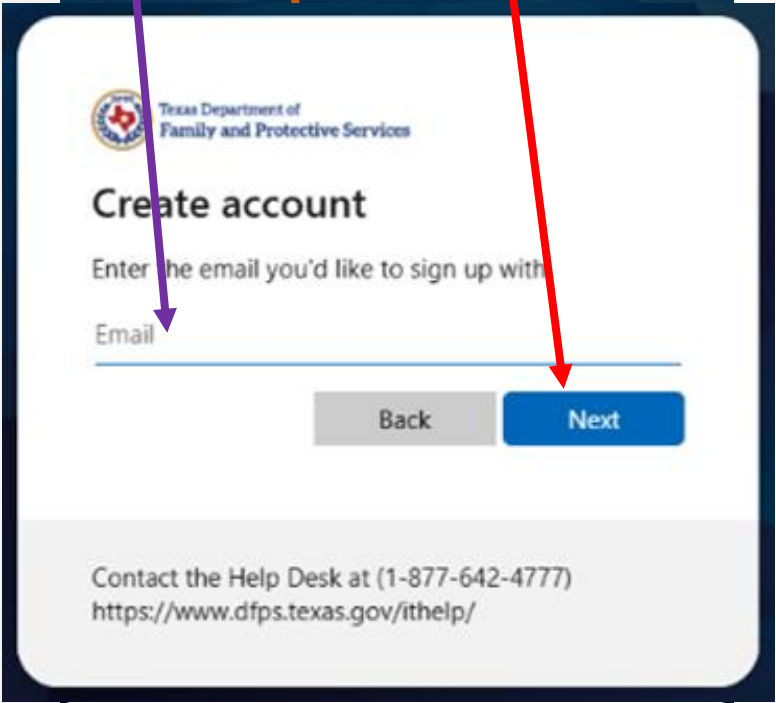 Texas Department of
Family and Protective Services
Create account
Enter the email you'd like to sign up with
Email
Back
Next
Contact the Help Desk at (1-877-642-4777)
https://www.dfps.texas.gov/ithelp/